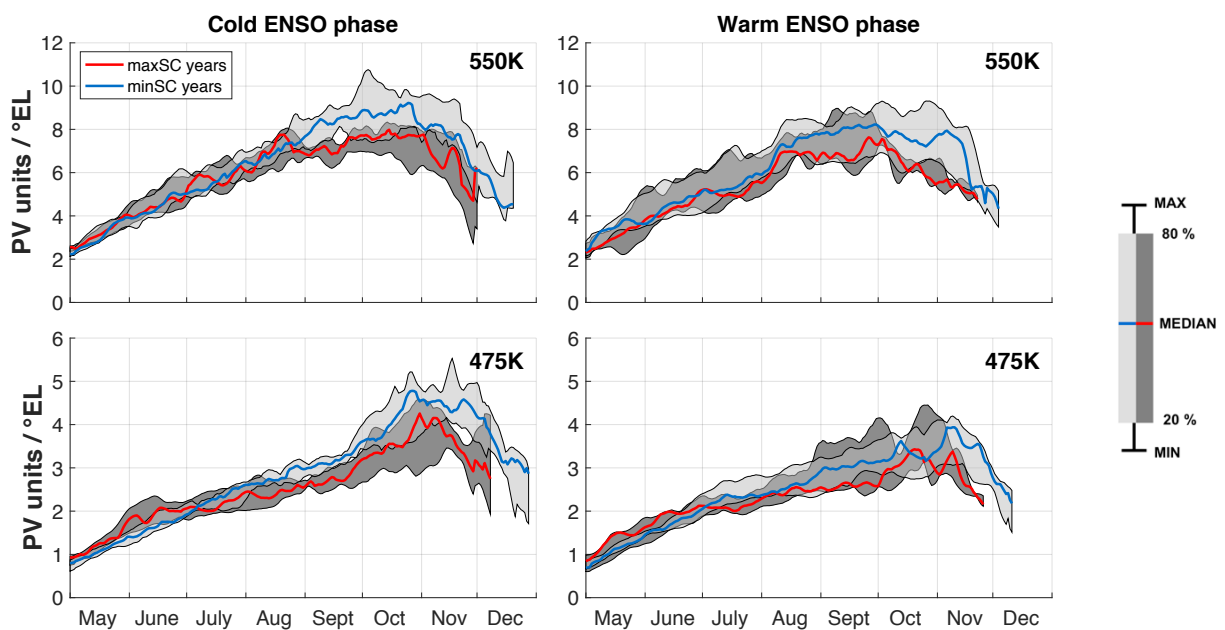 Cold ENSO phase
Warm ENSO phase
PV units / °EL
12
10
8
6
4
2
0
maxSC years
minSC years
550K
12
10
8
6
4
2
0
550K
PV units / °EL
6
5
4
3
2
1
0
475K
May June July Aug Sept Oct Nov Dec
6
5
4
3
2
1
0
475K
May June July Aug Sept Oct Nov Dec
MAX
80 %
MEDIAN
20 %
MIN